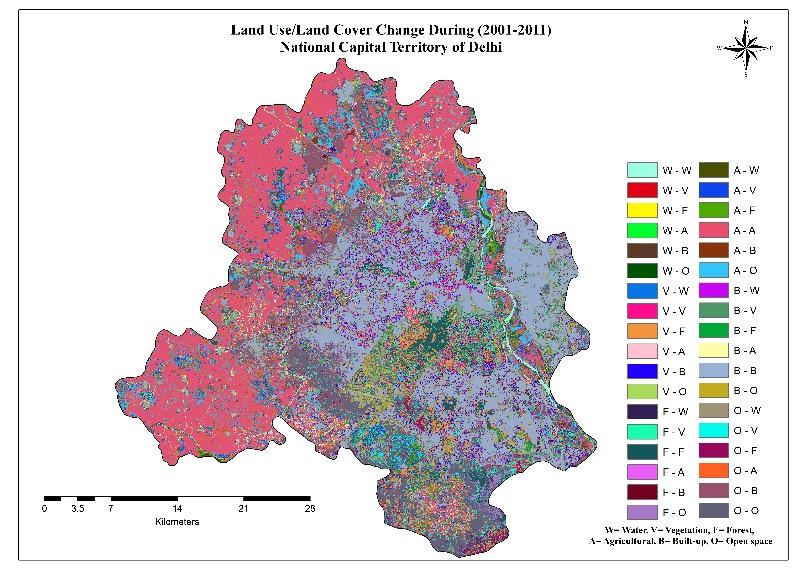 Land Use/Land Cover Change During (2001-2011)
National Capital Territory of Delhi
N
W E
S
W - W A - W
W - V A - V
W - F A - F
W - A A - A
W - B A - B
W - O A - O
V - W B - W
V - V B - V
V - F B - F
V - A B - A
V - B B - B
V - O B - O
F - W O - W
F - V O - V
F - F O - F
F - A O - A
F - B O - B
F - O O - O
W= Water, V= Vegetation, F= Forest,
A= Agricultural, B= Built-up, O= Open space
0 3.5 7 14 21 28
Kilometers